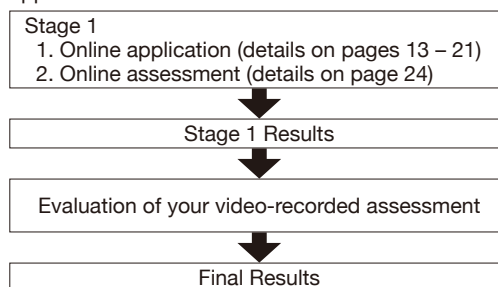 Stage 1
1. Online application (details on pages 13 – 21)
2. Online assessment (details on page 24)
Stage 1 Results
Evaluation of your video-recorded assessment
Final Results